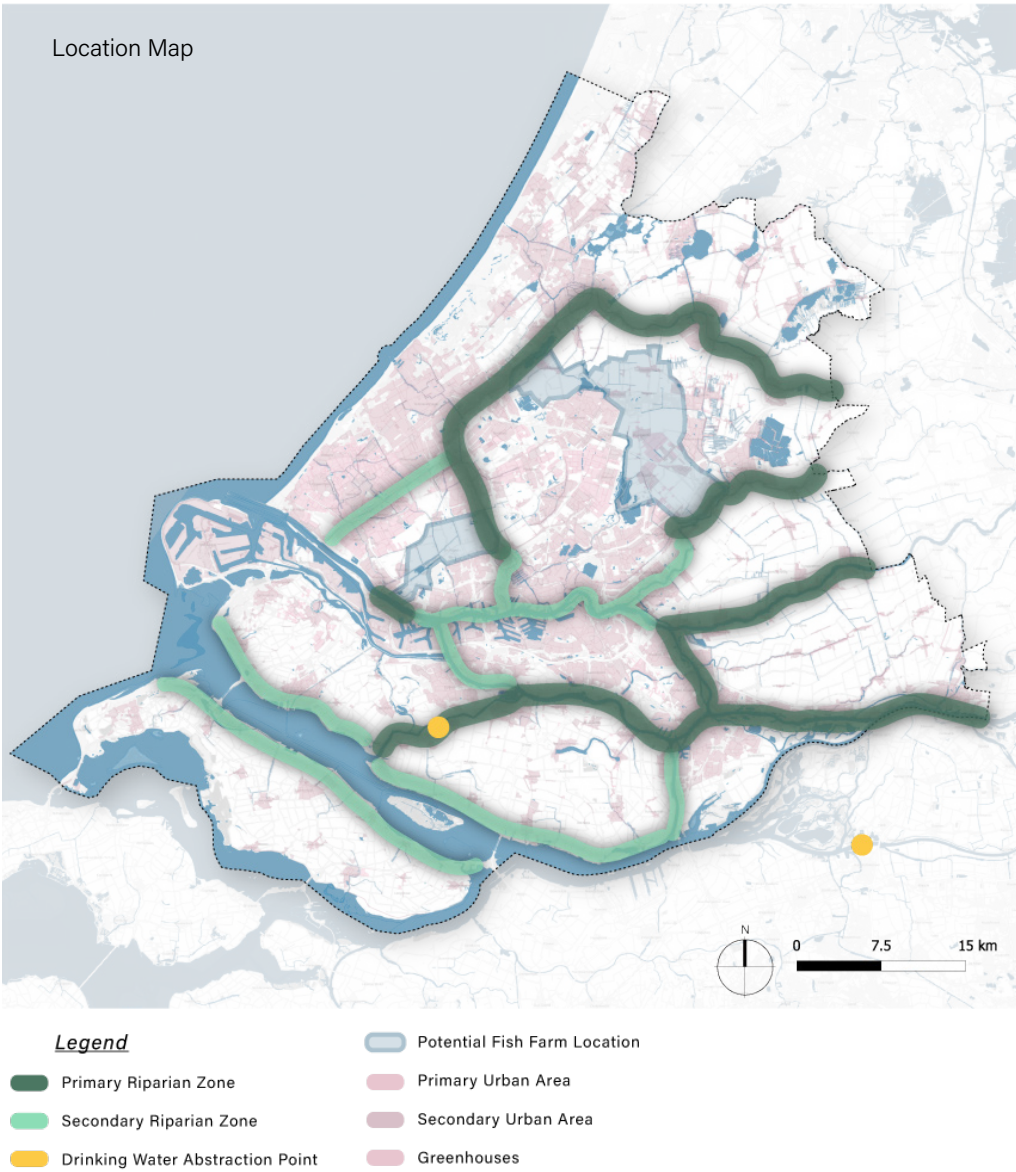 Location Map
N
0 7.5 15 km
Legend
Primary Riparian Zone
Secondary Riparian Zone
Drinking Water Abstraction Point
Potential Fish Farm Location
Primary Urban Area
Secondary Urban Area
Greenhouses